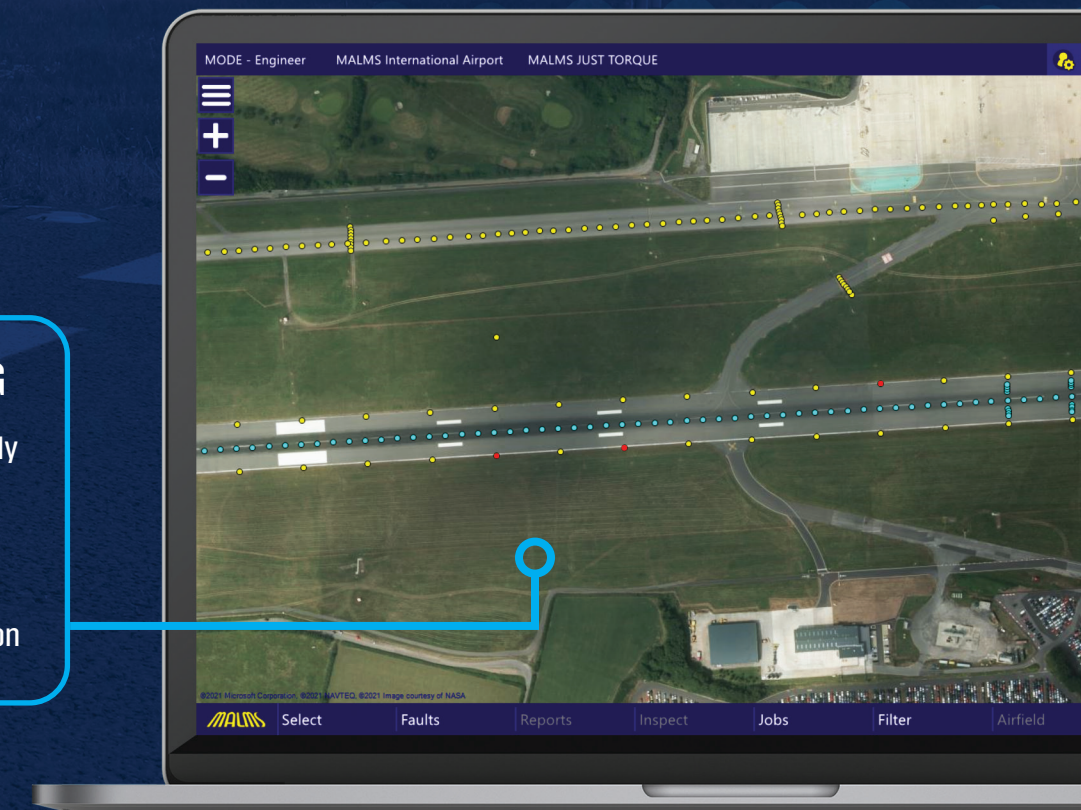 MODE - Engineer MALMS International Airport MALMS JUST TORQUE
G
ly
on
©2021 Microsoft Corporation, ©2021 NAVTEQ, ©2021 Image courtesy of NASA
MALMS Select Faults Reports Inspect Jobs Filter Airfield